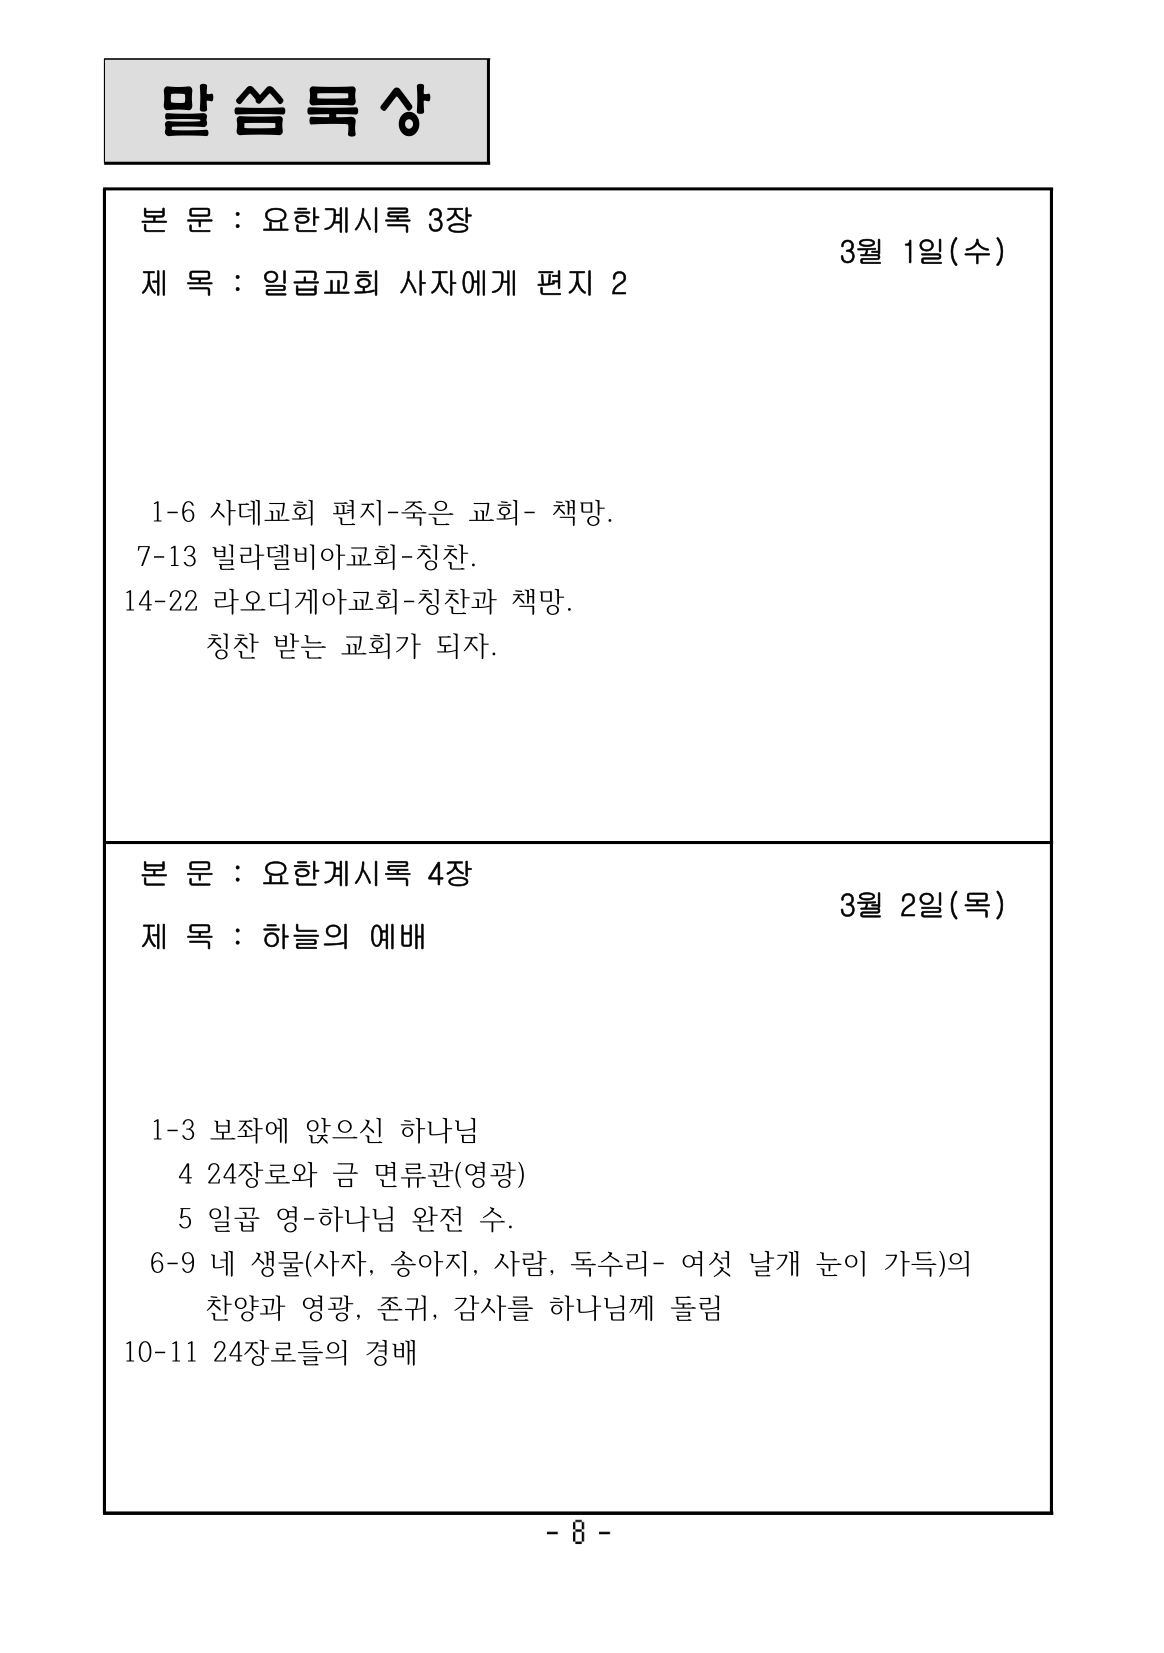 말씀묵상
본 문 : 요한계시록 3장
3월 1일(수)
제 목 : 일곱교회 사자에게 편지 2
1-6 사데교회 편지-죽은 교회- 책망.
7-13 빌라델비아교회-칭찬.
14-22 라오디게아교회-칭찬과 책망.
칭찬 받는 교회가 되자.
본 문 : 요한계시록 4장
3월 2일(목)
제 목 : 하늘의 예배
1-3 보좌에 앉으신 하나님
4 24장로와 금 면류관(영광)
5 일곱 영-하나님 완전 수.
6-9 네 생물(사자, 송아지, 사람, 독수리- 여섯 날개 눈이 가득)의
찬양과 영광, 존귀, 감사를 하나님께 돌림
10-11 24장로들의 경배
- 8 -